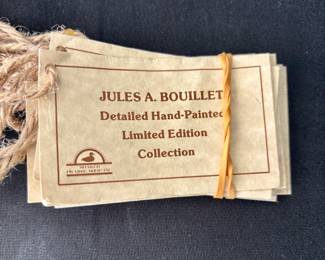 JULES A. BOUILLET
Detailed Hand-Painted
Limited Edition
Collection